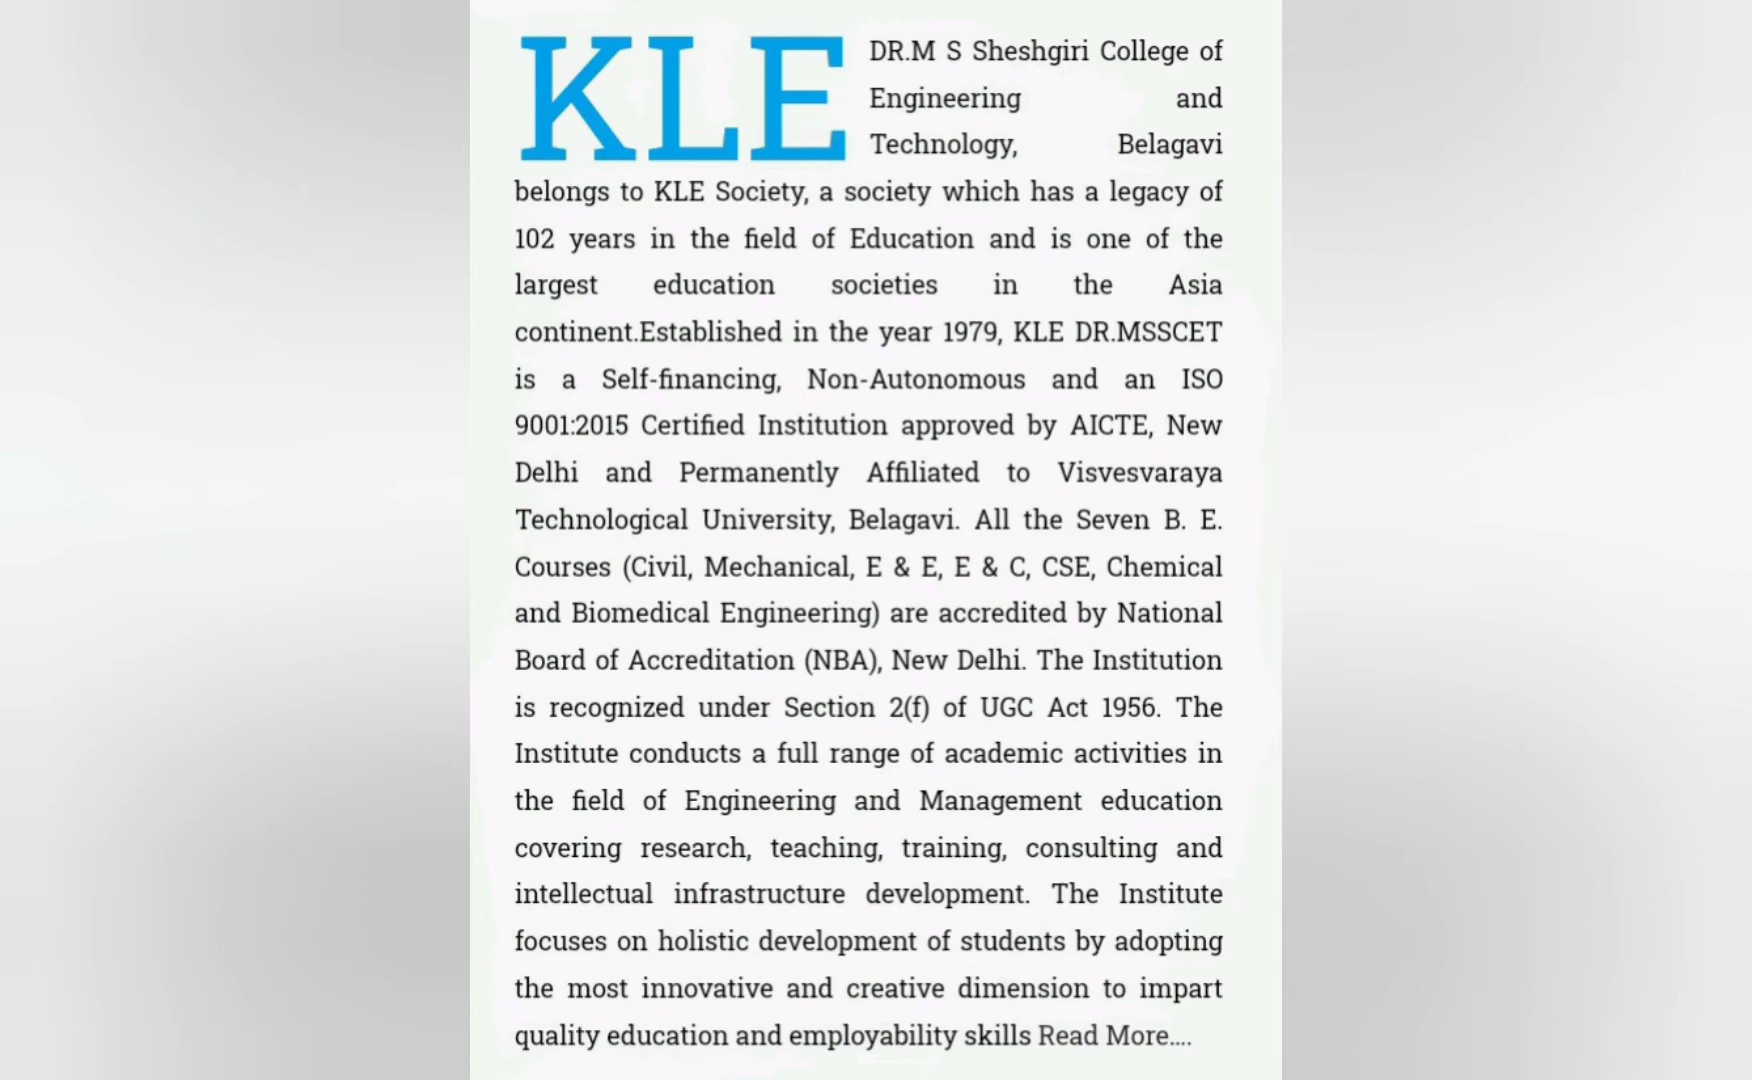 KLE DR.M S Sheshgiri College of
Engineering and
Technology, Belagavi
belongs to KLE Society, a society which has a legacy of
102 years in the field of Education and is one of the
largest education societies in the Asia
continent.Established in the year 1979, KLE DR.MSSCET
is a Self-financing, Non-Autonomous and an ISO
9001:2015 Certified Institution approved by AICTE, New
Delhi and Permanently Affiliated to Visvesvaraya
Technological University, Belagavi. All the Seven B. E.
Courses (Civil, Mechanical, E & E, E & C, CSE, Chemical
and Biomedical Engineering) are accredited by National
Board of Accreditation (NBA), New Delhi. The Institution
is recognized under Section 2(f) of UGC Act 1956. The
Institute conducts a full range of academic activities in
the field of Engineering and Management education
covering research, teaching, training, consulting and
intellectual infrastructure development. The Institute
focuses on holistic development of students by adopting
the most innovative and creative dimension to impart
quality education and employability skills Read More....